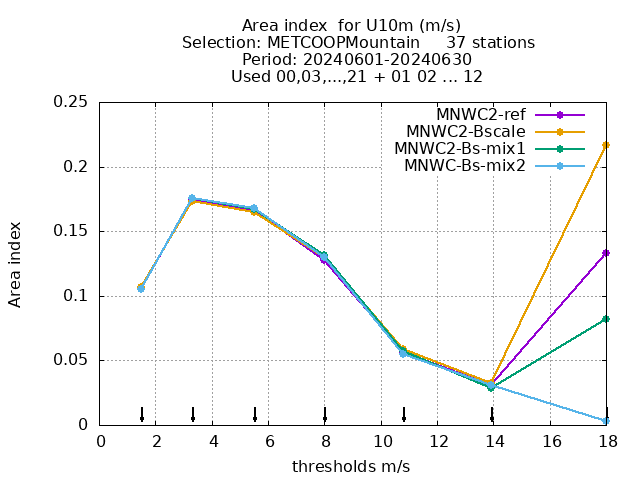 Area index  for U10m (m/s)
Selection: METCOOPMountain     37 stations
Period: 20240601-20240630
Used 00,03,...,21 + 01 02 ... 12
MNWC2-ref
MNWC2-Bscale
MNWC2-Bs-mix1
MNWC-Bs-mix2
0.25
0.2
0.15
0.1
0.05
0
Area index
0 2 4 6 8 10 12 14 16 18
thresholds m/s